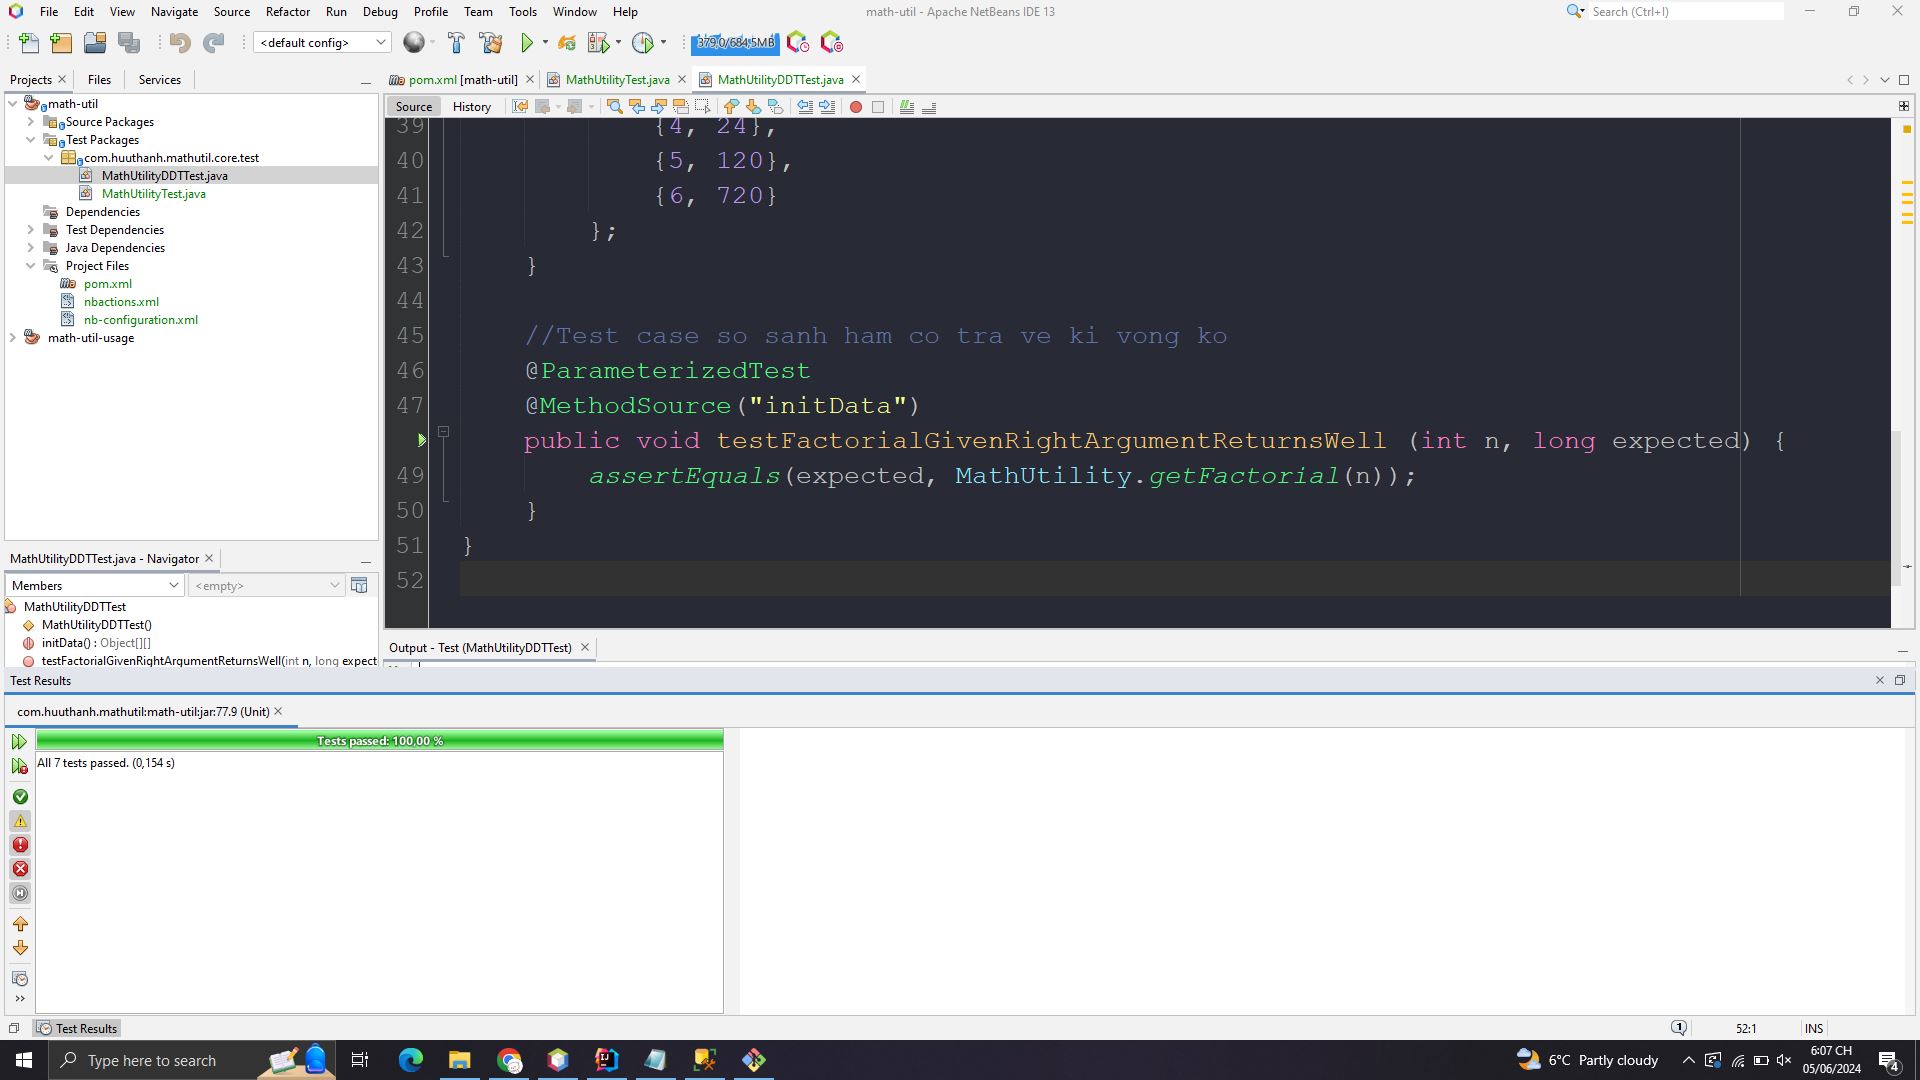 File Edit View Navigate Source Refactor Run Debug Profile Team Tools Window Help
math-util - Apache NetBeans IDE 13
Search (Ctrl+I)
<default config>
379,0/684,5MB
Projects Files Services
pom.xml [math-util] MathUtilityTest.java MathUtilityDDTTest.java
Source History
math-util
Source Packages
Test Packages
com.huuthanh.mathutil.core.test
MathUtilityDDTTest.java
MathUtilityTest.java
Dependencies
Test Dependencies
Java Dependencies
Project Files
pom.xml
nbactions.xml
nb-configuration.xml
math-util-usage
39 {4, 24},
40 {5, 120},
41 {6, 720}
42 };
43 }
44
45 //Test case so sanh ham co tra ve ki vong ko
46 @ParameterizedTest
47 @MethodSource("initData")
public void testFactorialGivenRightArgumentReturnsWell (int n, long expected) {
49 assertEquals(expected, MathUtility.getFactorial(n));
50 }
51 }
52
MathUtilityDDTTest.java - Navigator
Members <empty>
MathUtilityDDTTest
MathUtilityDDTTest()
initData() : Object[][]
testFactorialGivenRightArgumentReturnsWell(int n, long expect
Output - Test (MathUtilityDDTTest)
Test Results
com.huuthanh.mathutil:math-util:jar:77.9 (Unit)
Tests passed: 100,00 %
All 7 tests passed. (0,154 s)
Test Results
1 52:1 INS
Type here to search
6°C Partly cloudy
6:07 CH
05/06/2024
4